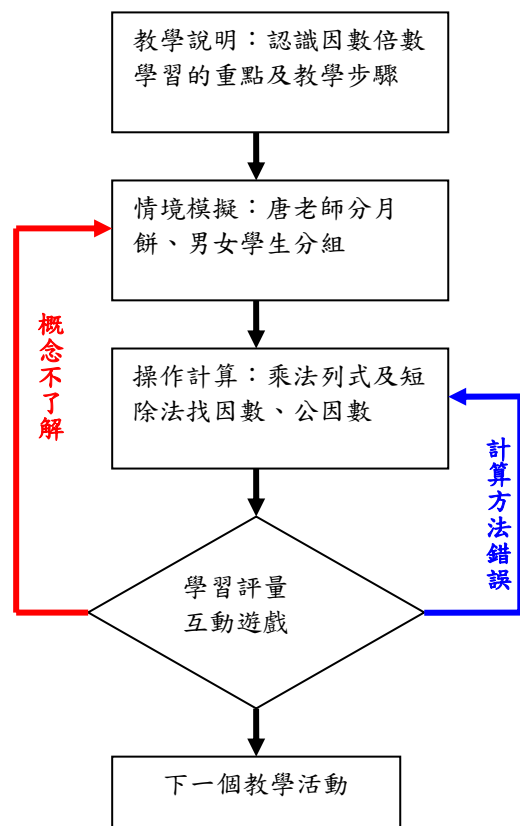 教學說明：認識因數倍數
學習的重點及教學步驟
情境模擬：唐老師分月
餅、男女學生分組
概念不了解
操作計算：乘法列式及短
除法找因數、公因數
計算方法錯誤
學習評量
互動遊戲
下一個教學活動